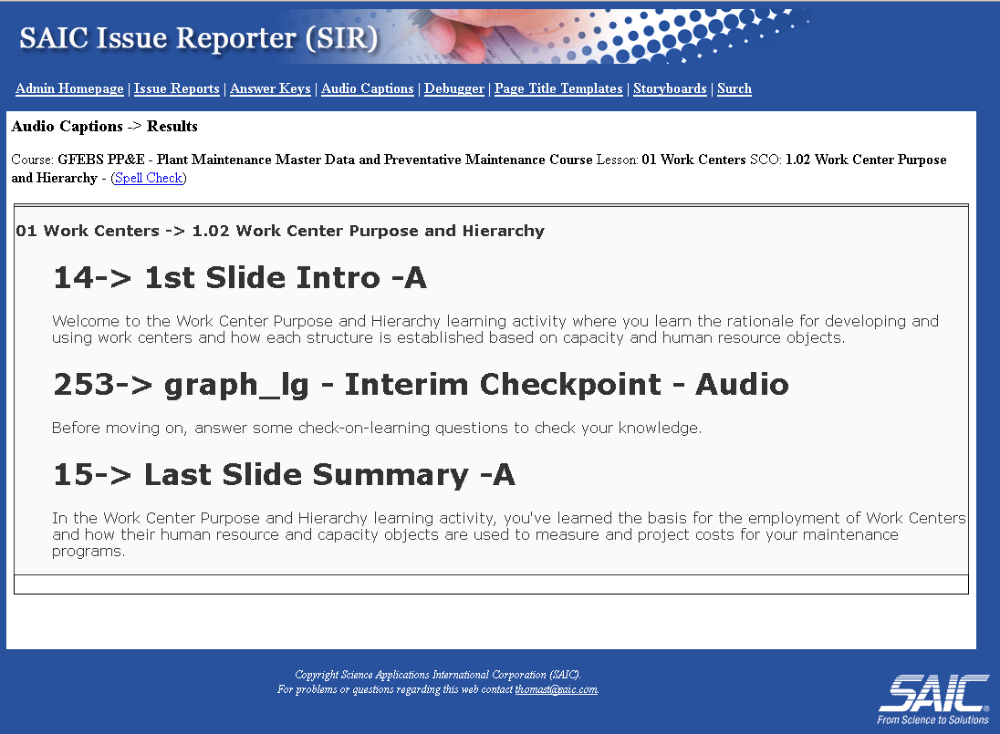 SAIC Issue Reporter (SIR)
Admin Homepage | Issue Reports | Answer Keys | Audio Captions | Debugger | Page Title Templates | Storyboards | Surch
Audio Captions -> Results
Course: GFEBS PP&E - Plant Maintenance Master Data and Preventative Maintenance Course Lesson: 01 Work Centers SCO: 1.02 Work Center Purpose
and Hierarchy - (Spell Check)
01 Work Centers -> 1.02 Work Center Purpose and Hierarchy
14-> 1st Slide Intro -A
Welcome to the Work Center Purpose and Hierarchy learning activity where you learn the rationale for developing and
using work centers and how each structure is established based on capacity and human resource objects.
253-> graph_lg - Interim Checkpoint - Audio
Before moving on, answer some check-on-learning questions to check your knowledge.
15-> Last Slide Summary -A
In the Work Center Purpose and Hierarchy learning activity, you've learned the basis for the employment of Work Centers
and how their human resource and capacity objects are used to measure and project costs for your maintenance
programs.
Copyright Science Applications International Corporation (SAIC).
For problems or questions regarding this web contact thomast@saic.com.
SAIC®
From Science to Solutions